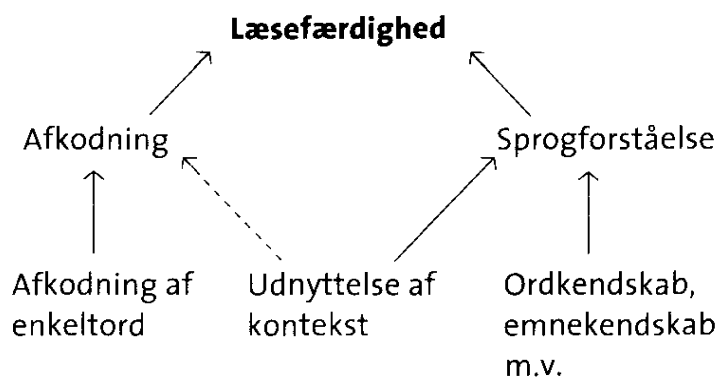 Læsefærdighed
Afkodning
Sprogforståelse
Afkodning af
enkeltord
Udnyttelse af
kontekst
Ordkendskab,
emnekendskab
m.v.